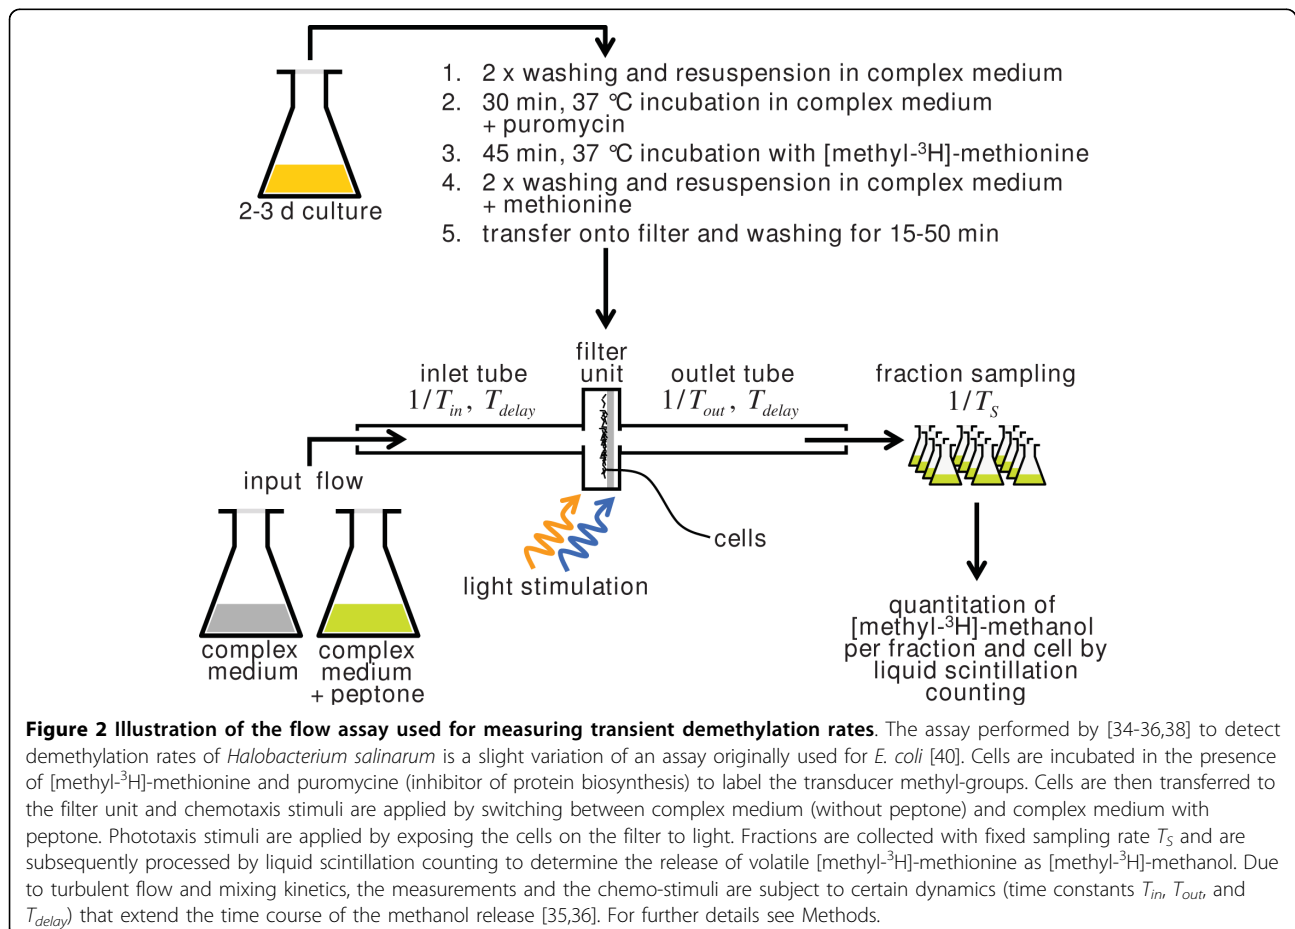 1. 2 x washing and resuspension in complex medium
2. 30 min, 37 °C incubation in complex medium
+ puromycin
3. 45 min, 37 °C incubation with [methyl-³H]-methionine
4. 2 x washing and resuspension in complex medium
+ methionine
5. transfer onto filter and washing for 15-50 min
2-3 d culture
filter
unit
inlet tube
1/T_in, T_delay
outlet tube
1/T_out, T_delay
fraction sampling
1/T_S
input flow
cells
light stimulation
complex
medium
complex
medium
+ peptone
quantitation of
[methyl-³H]-methanol
per fraction and cell by
liquid scintillation
counting
Figure 2 Illustration of the flow assay used for measuring transient demethylation rates. The assay performed by [34-36,38] to detect
demethylation rates of Halobacterium salinarum is a slight variation of an assay originally used for E. coli [40]. Cells are incubated in the presence
of [methyl-³H]-methionine and puromycine (inhibitor of protein biosynthesis) to label the transducer methyl-groups. Cells are then transferred to
the filter unit and chemotaxis stimuli are applied by switching between complex medium (without peptone) and complex medium with
peptone. Phototaxis stimuli are applied by exposing the cells on the filter to light. Fractions are collected with fixed sampling rate T_S and are
subsequently processed by liquid scintillation counting to determine the release of volatile [methyl-³H]-methionine as [methyl-³H]-methanol. Due
to turbulent flow and mixing kinetics, the measurements and the chemo-stimuli are subject to certain dynamics (time constants T_in, T_out, and
T_delay) that extend the time course of the methanol release [35,36]. For further details see Methods.